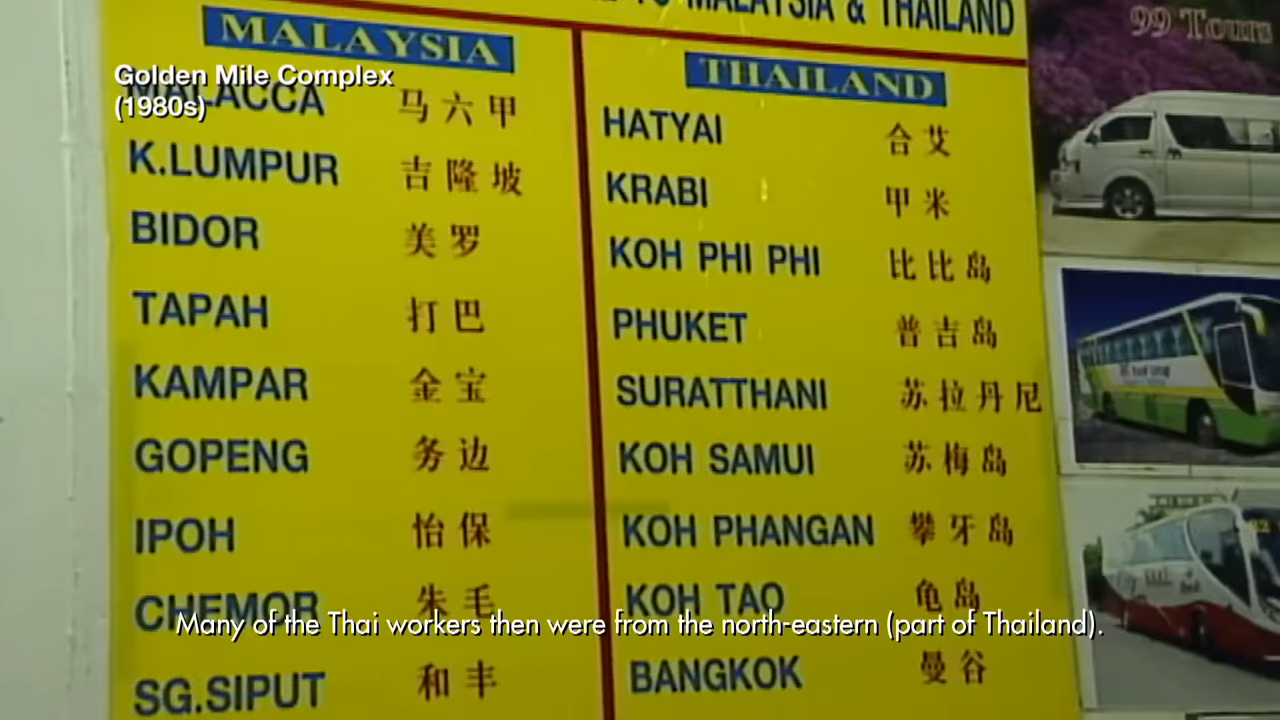 TO MALAYSIA & THAILAND
99 Tours
MALAYSIA
Golden Mile Complex
(1980s)
MALACCA 马六甲
K.LUMPUR 吉隆坡
BIDOR 美罗
TAPAH 打巴
KAMPAR 金宝
GOPENG 务边
IPOH 怡保
CHEMOR 朱毛
SG.SIPUT 和丰
THAILAND
HATYAI 合艾
KRABI 甲米
KOH PHI PHI 比比岛
PHUKET 普吉岛
SURATTHANI 苏拉丹尼
KOH SAMUI 苏梅岛
KOH PHANGAN 攀牙岛
KOH TAO 龟岛
BANGKOK 曼谷
Many of the Thai workers then were from the north-eastern (part of Thailand).